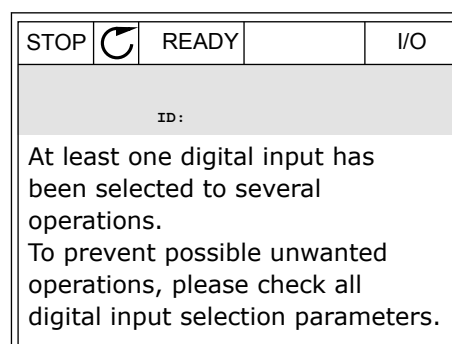 STOP READY I/O
ID:
At least one digital input has
been selected to several
operations.
To prevent possible unwanted
operations, please check all
digital input selection parameters.